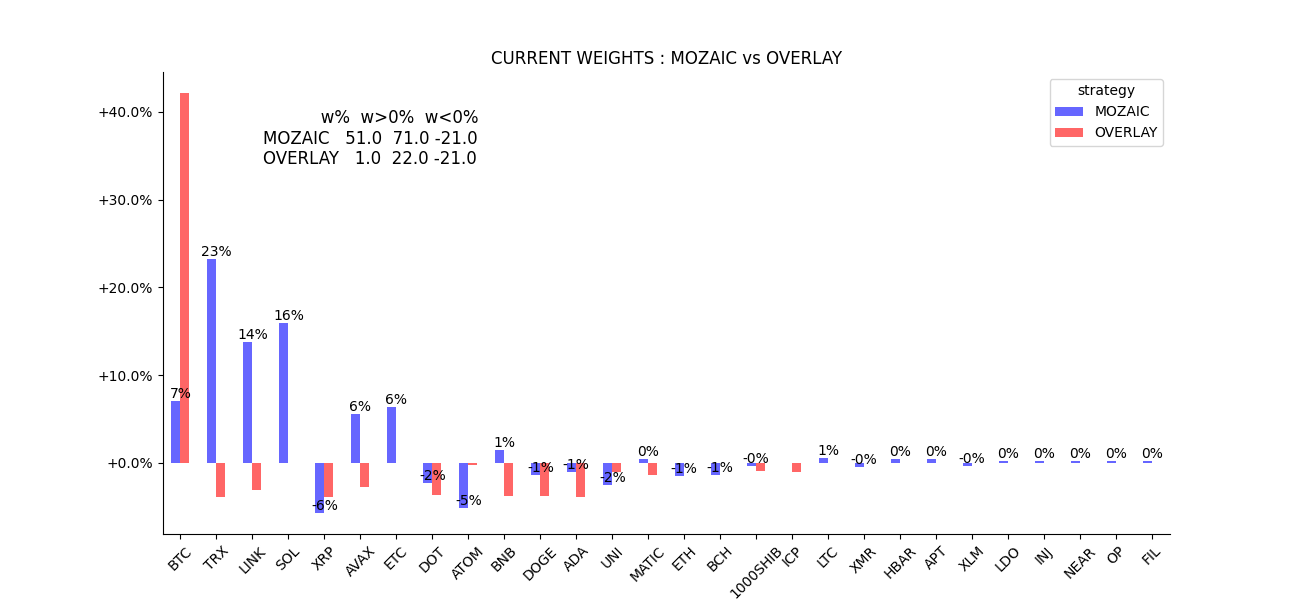 CURRENT WEIGHTS : MOZAIC vs OVERLAY
strategy
MOZAIC
OVERLAY
w% w>0% w<0%
MOZAIC 51.0 71.0 -21.0
OVERLAY 1.0 22.0 -21.0
+40.0%
+30.0%
+20.0%
+10.0%
+0.0%
7%
23%
14%
16%
-6%
6%
6%
-2%
-5%
1%
-1%
-1%
-2%
0%
-1%
-1%
-0%
1%
-0%
0%
0%
-0%
0%
0%
0%
0%
0%
BTC
TRX
LINK
SOL
XRP
AVAX
ETC
DOT
ATOM
BNB
DOGE
ADA
UNI
MATIC
ETH
BCH
1000SHIB
ICP
LTC
XMR
HBAR
APT
XLM
LDO
INJ
NEAR
OP
FIL